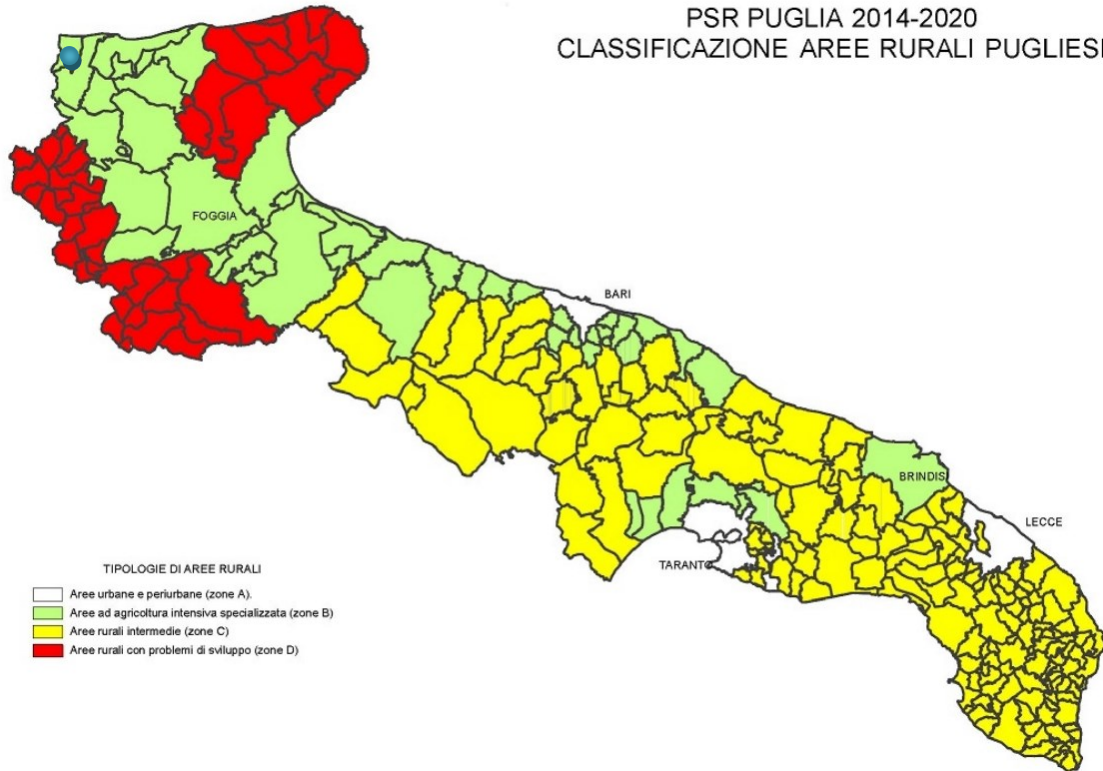 PSR PUGLIA 2014-2020
CLASSIFICAZIONE AREE RURALI PUGLIESI
FOGGIA
BARI
BRINDIS
LECCE
TARANTO
TIPOLOGIE DI AREE RURALI
Aree urbane e periurbane (zone A).
Aree ad agricoltura intensiva specializzata (zone B)
Aree rurali intermedie (zone C)
Aree rurali con problemi di sviluppo (zone D)